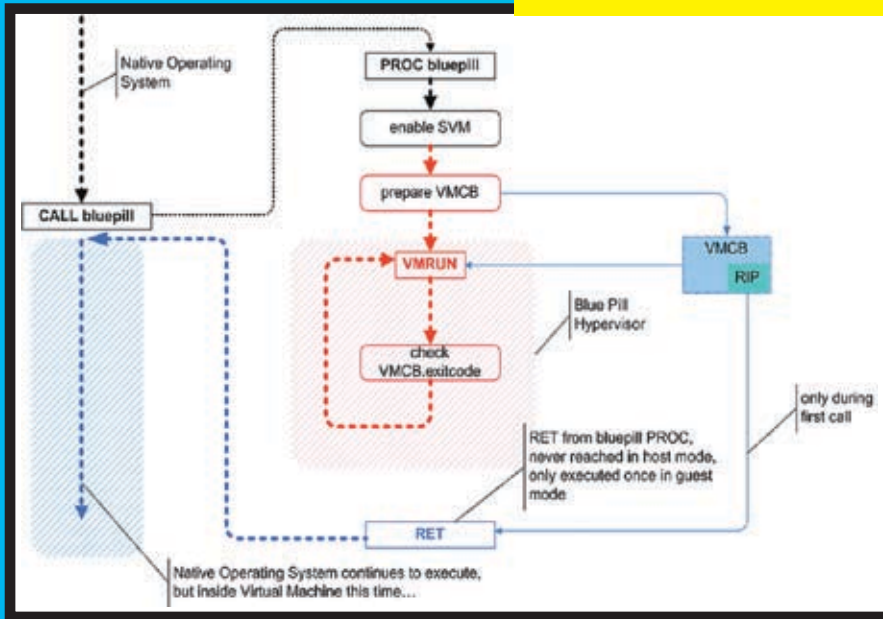 Native Operating
System
PROC bluepill
enable SVM
prepare VMCB
CALL bluepill
VMCB
RIP
VMRUN
Blue Pill
Hypervisor
check
VMCB.exitcode
only during
first call
RET from bluepill PROC,
never reached in host mode,
only executed once in guest
mode
RET
Native Operating System continues to execute,
but inside Virtual Machine this time...